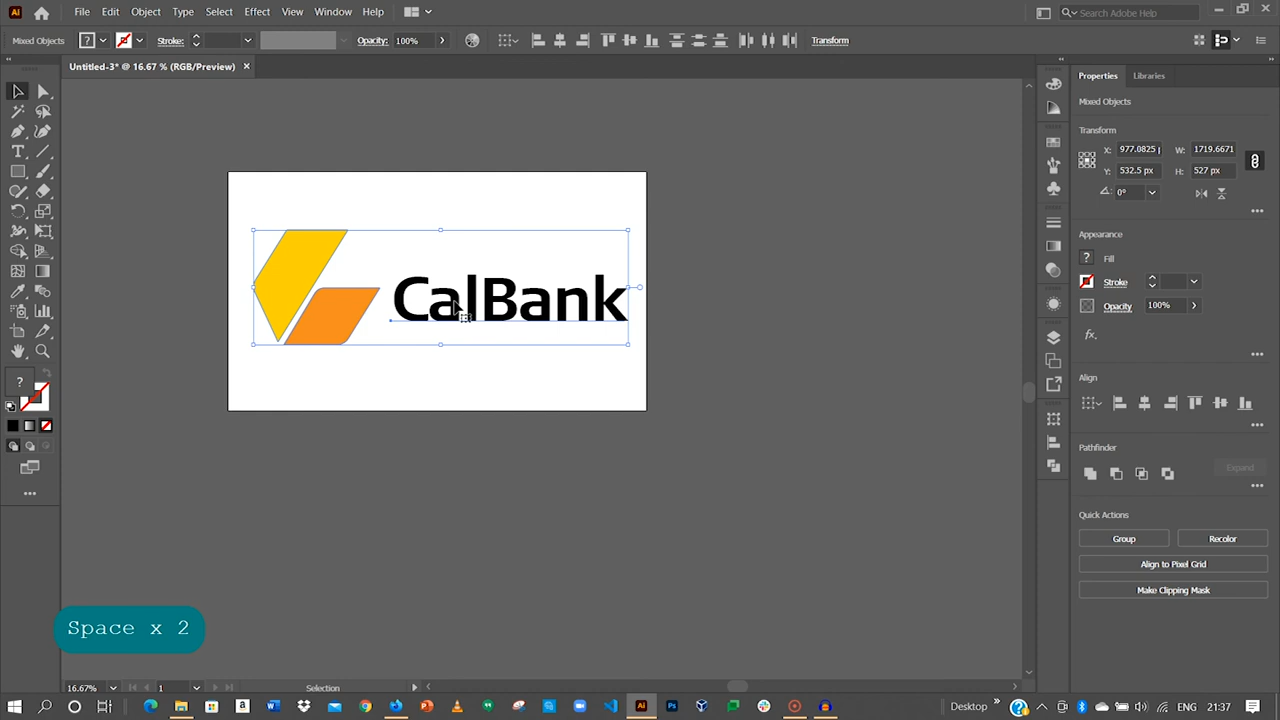 Ai File Edit Object Type Select Effect View Window Help Search Adobe Help
Mixed Objects ? Stroke: Opacity: 100% Transform
Untitled-3* @ 16.67 % (RGB/Preview)
Properties Libraries
Mixed Objects
Transform
X: 977.0825 W: 1719.6671
Y: 532.5 px H: 527 px
0°
Appearance
? Fill
Stroke
Opacity 100%
fx.
Align
Pathfinder
Expand
Quick Actions
Group Recolor
Align to Pixel Grid
Make Clipping Mask
CalBank
?
Space x 2
16.67% 1 Selection
Desktop 21:37